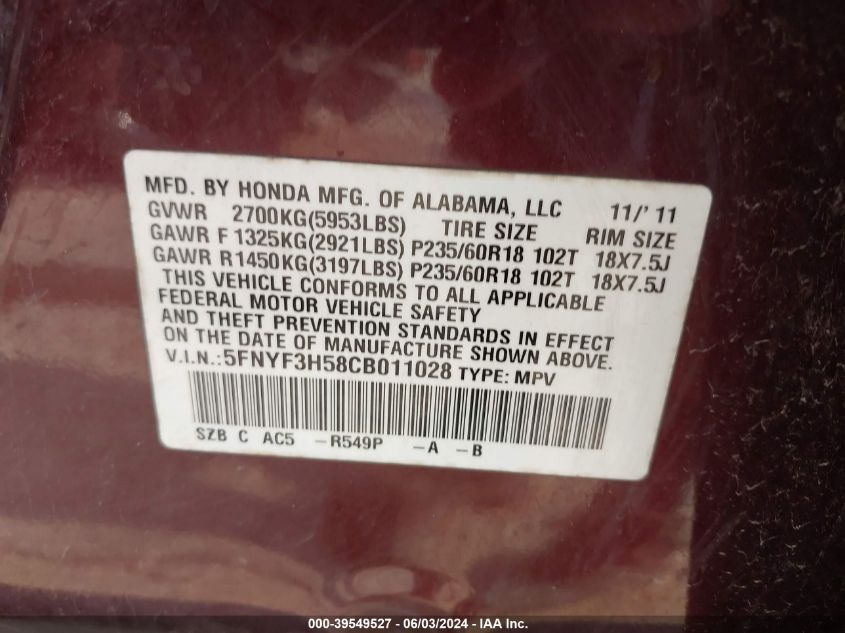 MFD. BY HONDA MFG. OF ALABAMA, LLC 11/' 11
GVWR 2700KG(5953LBS) TIRE SIZE RIM SIZE
GAWR F 1325KG(2921LBS) P235/60R18 102T 18X7.5J
GAWR R1450KG(3197LBS) P235/60R18 102T 18X7.5J
THIS VEHICLE CONFORMS TO ALL APPLICABLE
FEDERAL MOTOR VEHICLE SAFETY
AND THEFT PREVENTION STANDARDS IN EFFECT
ON THE DATE OF MANUFACTURE SHOWN ABOVE.
V.I.N.:5FNYF3H58CB011028 TYPE: MPV
SZB C AC5 -R549P -A -B
000-39549527 - 06/03/2024 - IAA Inc.